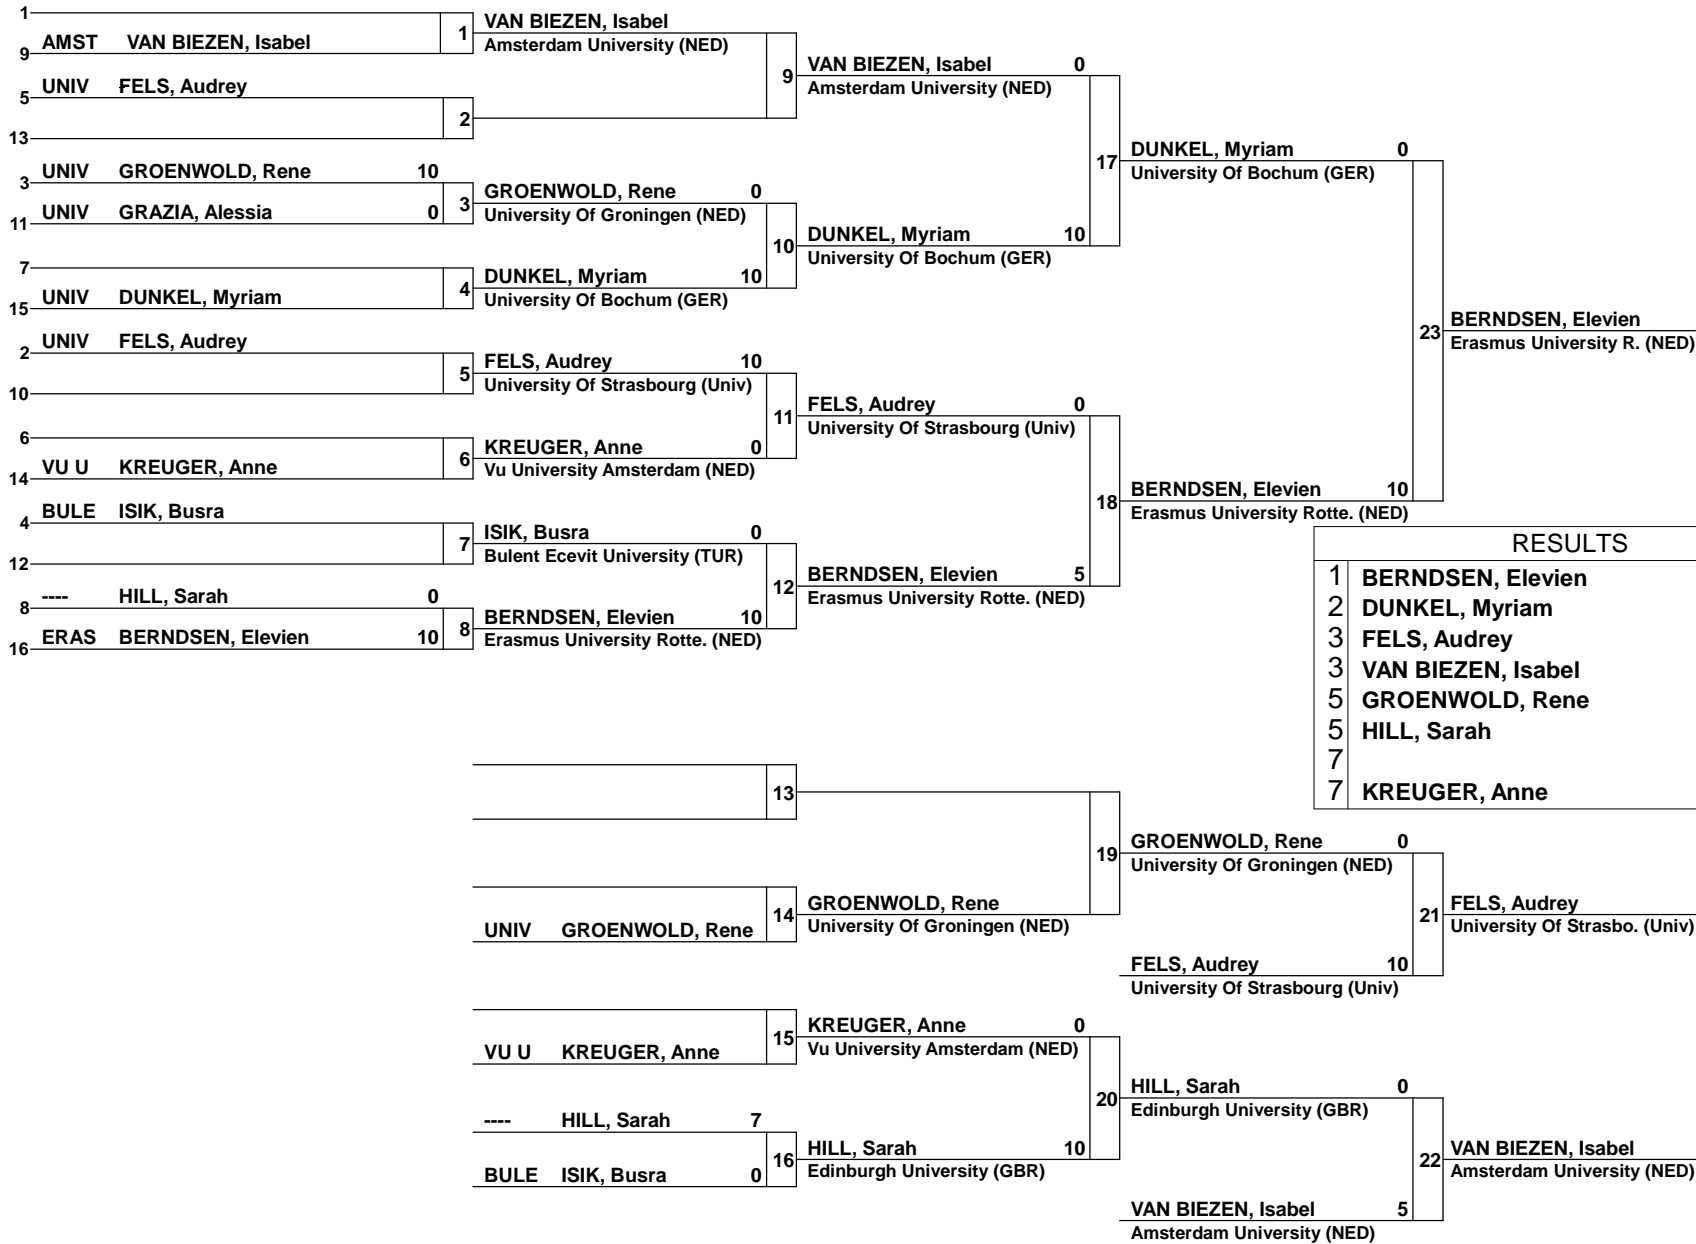 1
9 AMST VAN BIEZEN, Isabel
1
VAN BIEZEN, Isabel
Amsterdam University (NED)
5 UNIV FELS, Audrey
13
2
9
VAN BIEZEN, Isabel 0
Amsterdam University (NED)
3 UNIV GROENWOLD, Rene 10
11 UNIV GRAZIA, Alessia 0
3
GROENWOLD, Rene 0
University Of Groningen (NED)
7
15 UNIV DUNKEL, Myriam
4
DUNKEL, Myriam 10
University Of Bochum (GER)
10
DUNKEL, Myriam 10
University Of Bochum (GER)
17
DUNKEL, Myriam 0
University Of Bochum (GER)
2 UNIV FELS, Audrey
10
5
FELS, Audrey 10
University Of Strasbourg (Univ)
6
14 VU U KREUGER, Anne
6
KREUGER, Anne 0
Vu University Amsterdam (NED)
11
FELS, Audrey 0
University Of Strasbourg (Univ)
4 BULE ISIK, Busra
12
7
ISIK, Busra 0
Bulent Ecevit University (TUR)
8 ---- HILL, Sarah 0
16 ERAS BERNDSEN, Elevien 10
8
BERNDSEN, Elevien 10
Erasmus University Rotte. (NED)
12
BERNDSEN, Elevien 5
Erasmus University Rotte. (NED)
18
BERNDSEN, Elevien 10
Erasmus University Rotte. (NED)
23
BERNDSEN, Elevien
Erasmus University R. (NED)
RESULTS
1 BERNDSEN, Elevien
2 DUNKEL, Myriam
3 FELS, Audrey
3 VAN BIEZEN, Isabel
5 GROENWOLD, Rene
5 HILL, Sarah
7
7 KREUGER, Anne
13
UNIV GROENWOLD, Rene
14
GROENWOLD, Rene
University Of Groningen (NED)
19
GROENWOLD, Rene 0
University Of Groningen (NED)
FELS, Audrey 10
University Of Strasbourg (Univ)
21
FELS, Audrey
University Of Strasbo. (Univ)
VU U KREUGER, Anne
15
KREUGER, Anne 0
Vu University Amsterdam (NED)
---- HILL, Sarah 7
BULE ISIK, Busra 0
16
HILL, Sarah 10
Edinburgh University (GBR)
20
HILL, Sarah 0
Edinburgh University (GBR)
VAN BIEZEN, Isabel 5
Amsterdam University (NED)
22
VAN BIEZEN, Isabel
Amsterdam University (NED)